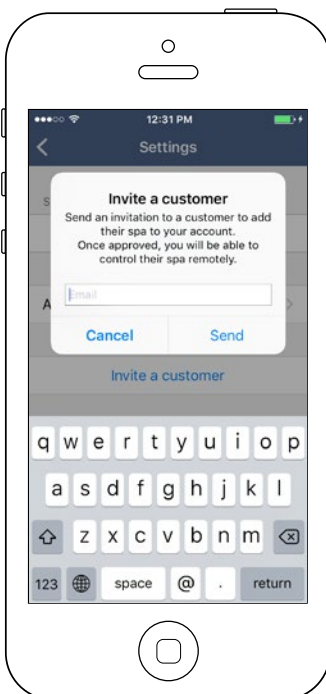 12:31 PM
Settings
S
Invite a customer
Send an invitation to a customer to add
their spa to your account.
Once approved, you will be able to
control their spa remotely.
Email
A
Cancel Send
Invite a customer
q w e r t y u i o p
a s d f g h j k l
z x c v b n m
123 space @ . return